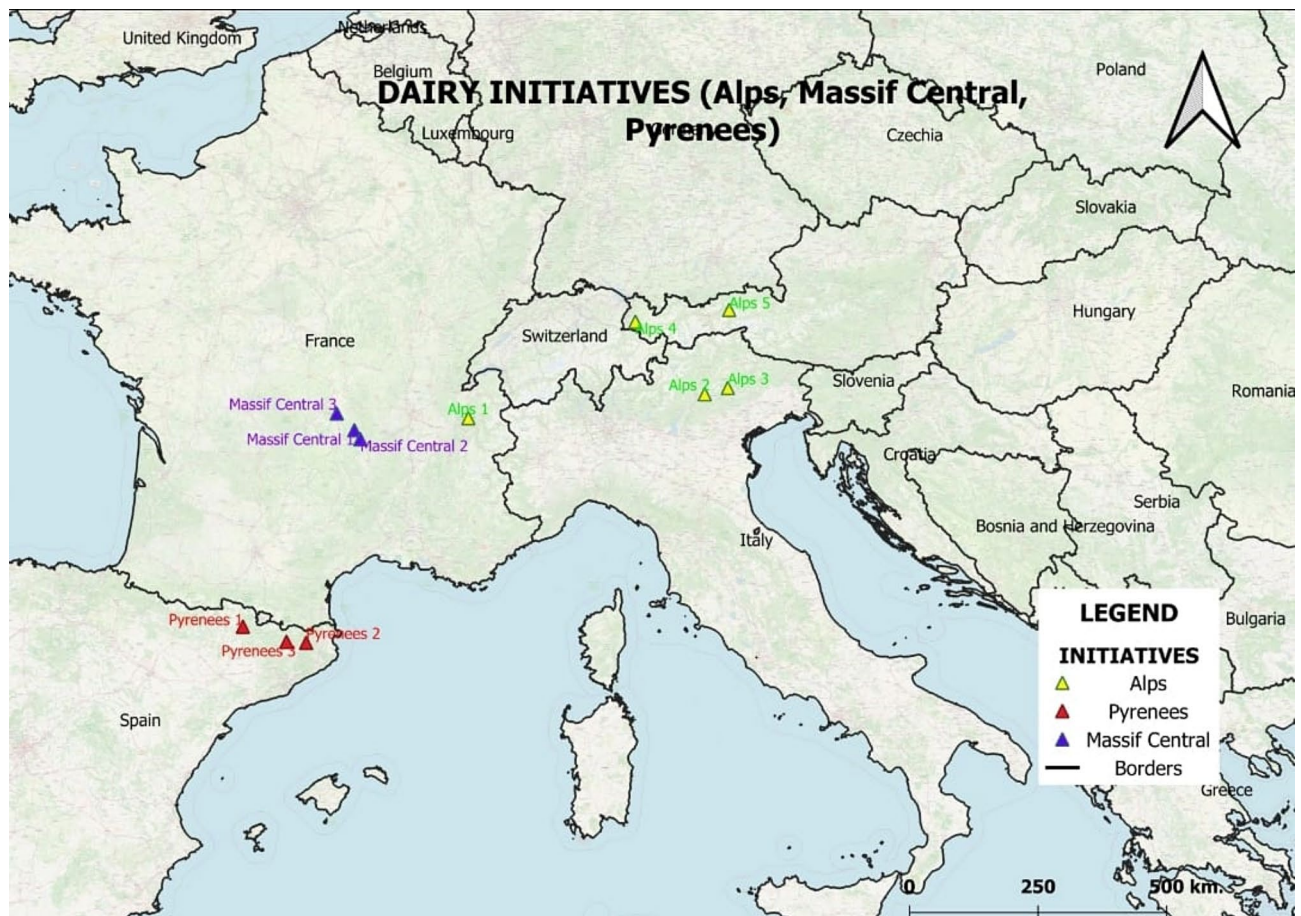 United Kingdom
Netherlands
Belgium
Poland
DAIRY INITIATIVES (Alps, Massif Central,
Pyrenees)
Luxembourg
Germany
Czechia
Slovakia
Alps 5
Hungary
France
Switzerland
Alps 4
Slovenia
Alps 2
Alps 3
Romania
Massif Central 3
Alps 1
Massif Central 1
Massif Central 2
Croatia
Serbia
Bosnia and Herzegovina
Italy
Pyrenees 1
Pyrenees 2
Pyrenees 3
Bulgaria
Spain
LEGEND
INITIATIVES
Alps
Pyrenees
Massif Central
Borders
Greece
0 250 500 km.